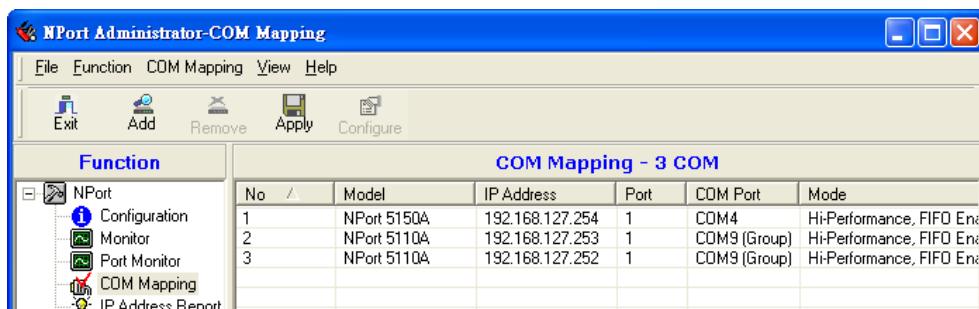 NPort Administrator-COM Mapping
File Function COM Mapping View Help
Exit Add Remove Apply Configure
Function
COM Mapping - 3 COM
NPort
Configuration
Monitor
Port Monitor
COM Mapping
IP Address Report
No Model IP Address Port COM Port Mode
1 NPort 5150A 192.168.127.254 1 COM4 Hi-Performance, FIFO Ena
2 NPort 5110A 192.168.127.253 1 COM9 (Group) Hi-Performance, FIFO Ena
3 NPort 5110A 192.168.127.252 1 COM9 (Group) Hi-Performance, FIFO Ena